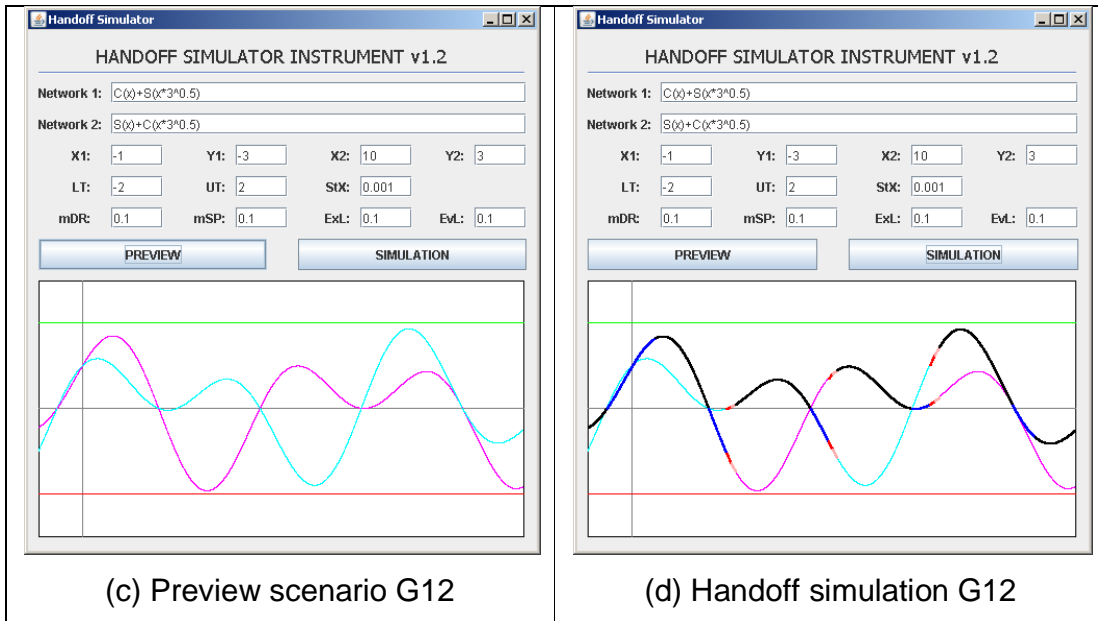 Handoff Simulator
HANDOFF SIMULATOR INSTRUMENT v1.2
Network 1: C(x)+S(x*3^0.5)
Network 2: S(x)+C(x*3^0.5)
X1: -1 Y1: -3 X2: 10 Y2: 3
LT: -2 UT: 2 StX: 0.001
mDR: 0.1 mSP: 0.1 ExL: 0.1 EvL: 0.1
PREVIEW SIMULATION
(c) Preview scenario G12
Handoff Simulator
HANDOFF SIMULATOR INSTRUMENT v1.2
Network 1: C(x)+S(x*3^0.5)
Network 2: S(x)+C(x*3^0.5)
X1: -1 Y1: -3 X2: 10 Y2: 3
LT: -2 UT: 2 StX: 0.001
mDR: 0.1 mSP: 0.1 ExL: 0.1 EvL: 0.1
PREVIEW SIMULATION
(d) Handoff simulation G12